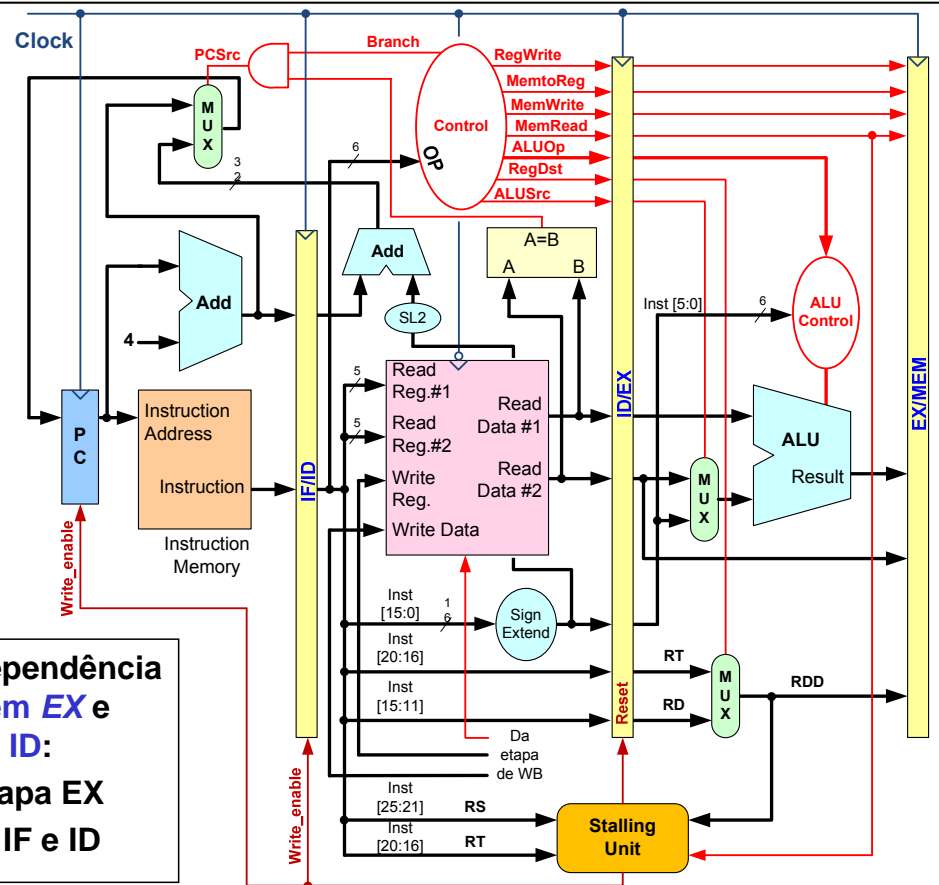 Clock
Branch
PCSrc
RegWrite
MemtoReg
MemWrite
MemRead
ALUOp
RegDst
ALUSrc
Control
OP
M
U
X
6
3
2
Add
4
Add
SL2
A=B
A
B
Inst [5:0]
6
ALU
Control
P
C
Instruction
Address
Instruction
Instruction
Memory
IF/ID
5
5
Read
Reg.#1
Read
Reg.#2
Write
Reg.
Write Data
Read
Data #1
Read
Data #2
ID/EX
M
U
X
ALU
Result
EX/MEM
Write_enable
Inst
[15:0]
1
6
Sign
Extend
Inst
[20:16]
Inst
[15:11]
Reset
RT
RD
M
U
X
RDD
Da
etapa
de WB
Write_enable
Inst
[25:21]
RS
Inst
[20:16]
RT
Stalling
Unit
ependência
em EX e
ID:
apa EX
IF e ID